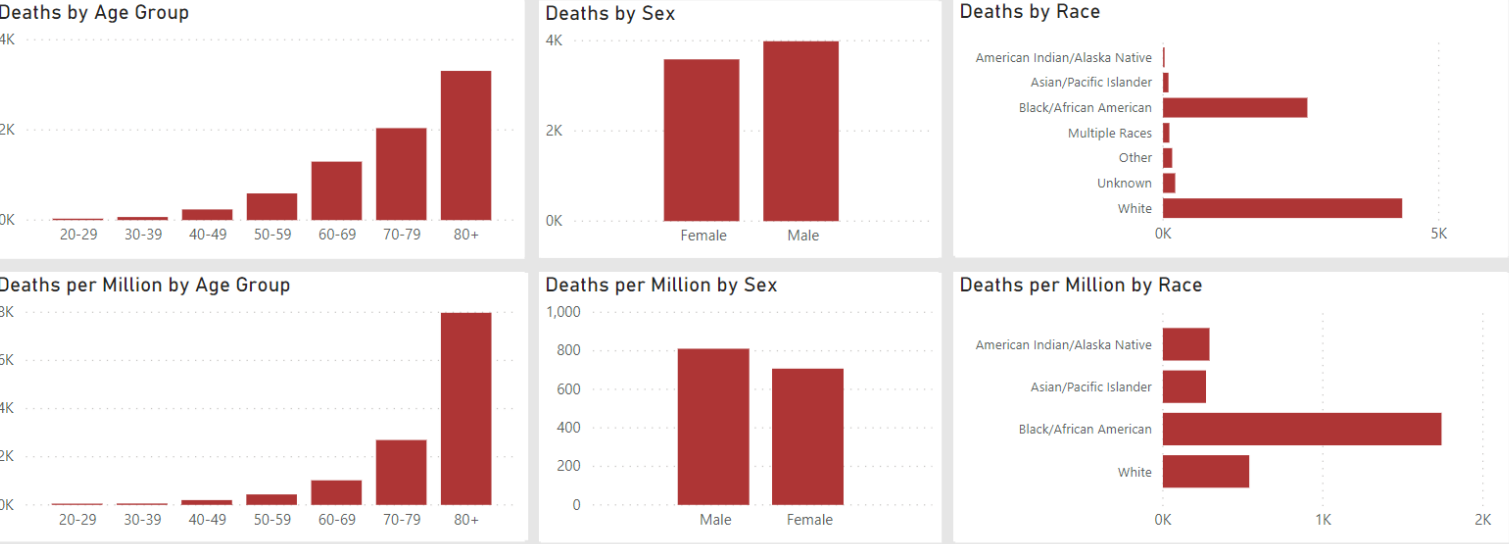 Deaths by Age Group
4K
2K
0K
20-29 30-39 40-49 50-59 60-69 70-79 80+
Deaths by Sex
4K
2K
0K
Female Male
Deaths by Race
American Indian/Alaska Native
Asian/Pacific Islander
Black/African American
Multiple Races
Other
Unknown
White
0K 5K
Deaths per Million by Age Group
8K
6K
4K
2K
0K
20-29 30-39 40-49 50-59 60-69 70-79 80+
Deaths per Million by Sex
1,000
800
600
400
200
0
Male Female
Deaths per Million by Race
American Indian/Alaska Native
Asian/Pacific Islander
Black/African American
White
0K 1K 2K